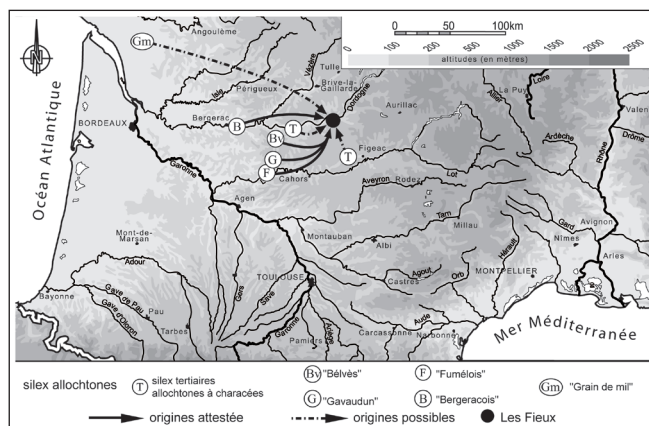 0 100km
0 100 200 500 1000 1500 2000 2500
altitudes (en mètres)
N
Océan Atlantique
Angoulême
Gm
Isle
Périgueux
Vézère
Tulle
Brive-la-
Gaillarde
Dordogne
Aurillac
Allier
La Puy
Loire
Valen
BORDEAUX
Bergerac
B
Bv
T
G
F
T
Figeac
Cahors
Lot
Ardèche
Rhône
Drôme
Garonne
Agen
Aveyron
Rodez
Tarn
Millau
Montauban
Albi
Gard
Avignon
Nîmes
Arles
Mont-de-
Marsan
Adour
Gers
Save
TOULOUSE
Agout
Castres
Orb
Hérault
MONTPELLIER
Bayonne
Gave de Pau
Gave d'Oloron
Pau
Tarbes
Garonne
Pamiers
Ariège
Carcassonne
Aude
Narbonne
Mer Méditerranée
silex allochtones
T silex tertiaires
allochtones à characées
Bv "Bélvès"
G "Gavaudun"
F "Fumélois"
B "Bergeracois"
Gm "Grain de mil"
origines attestée
origines possibles
Les Fieux